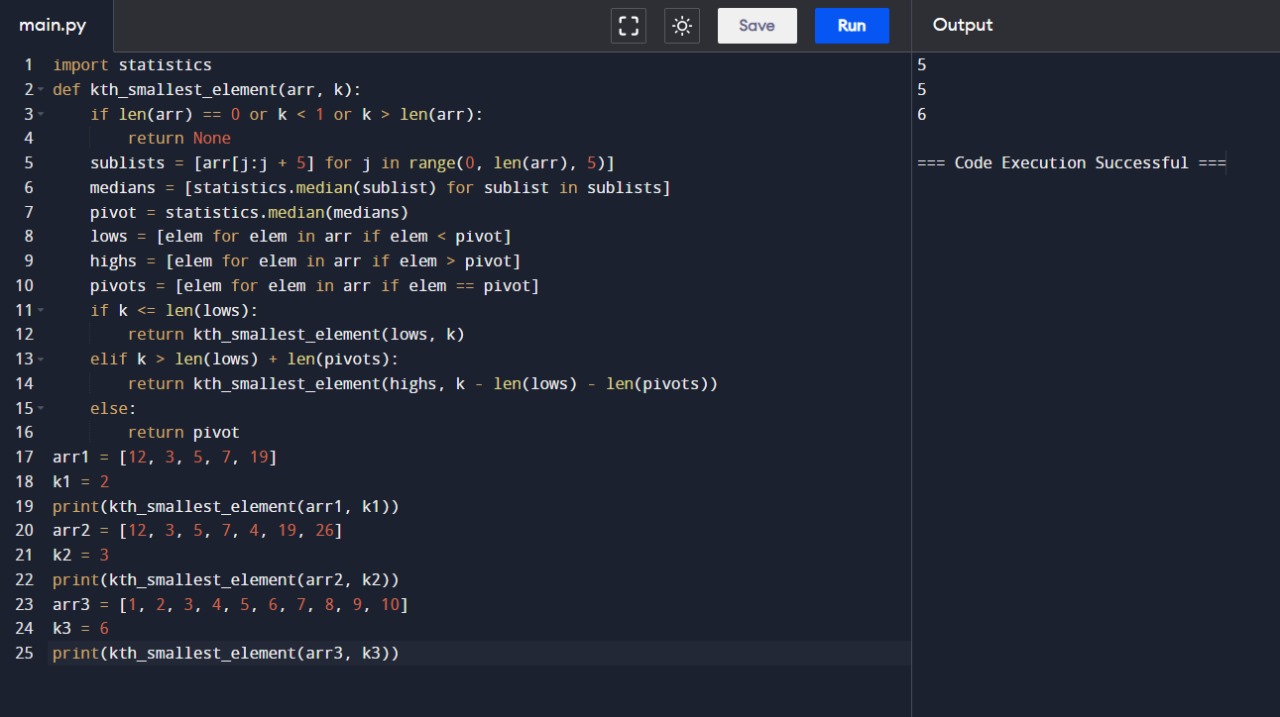 main.py Save Run Output
1 import statistics
2 def kth_smallest_element(arr, k):
3     if len(arr) == 0 or k < 1 or k > len(arr):
4         return None
5     sublists = [arr[j:j + 5] for j in range(0, len(arr), 5)]
6     medians = [statistics.median(sublist) for sublist in sublists]
7     pivot = statistics.median(medians)
8     lows = [elem for elem in arr if elem < pivot]
9     highs = [elem for elem in arr if elem > pivot]
10     pivots = [elem for elem in arr if elem == pivot]
11     if k <= len(lows):
12         return kth_smallest_element(lows, k)
13     elif k > len(lows) + len(pivots):
14         return kth_smallest_element(highs, k - len(lows) - len(pivots))
15     else:
16         return pivot
17 arr1 = [12, 3, 5, 7, 19]
18 k1 = 2
19 print(kth_smallest_element(arr1, k1))
20 arr2 = [12, 3, 5, 7, 4, 19, 26]
21 k2 = 3
22 print(kth_smallest_element(arr2, k2))
23 arr3 = [1, 2, 3, 4, 5, 6, 7, 8, 9, 10]
24 k3 = 6
25 print(kth_smallest_element(arr3, k3))
5
5
6
=== Code Execution Successful ===